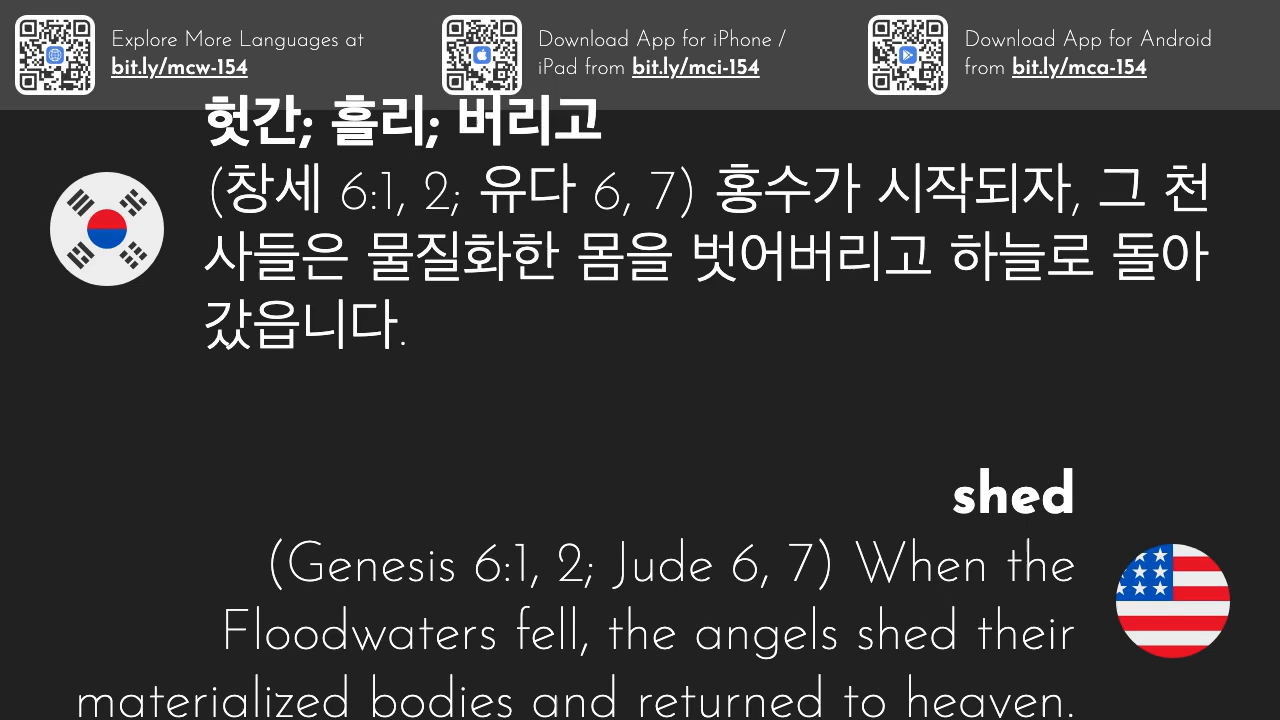 Explore More Languages at
bit.ly/mcw-154
Download App for iPhone /
iPad from bit.ly/mci-154
Download App for Android
from bit.ly/mca-154
헛간; 흘리; 버리고
(창세 6:1, 2; 유다 6, 7) 홍수가 시작되자, 그 천
사들은 물질화한 몸을 벗어버리고 하늘로 돌아
갔읍니다.
shed
(Genesis 6:1, 2; Jude 6, 7) When the
Floodwaters fell, the angels shed their
materialized bodies and returned to heaven.